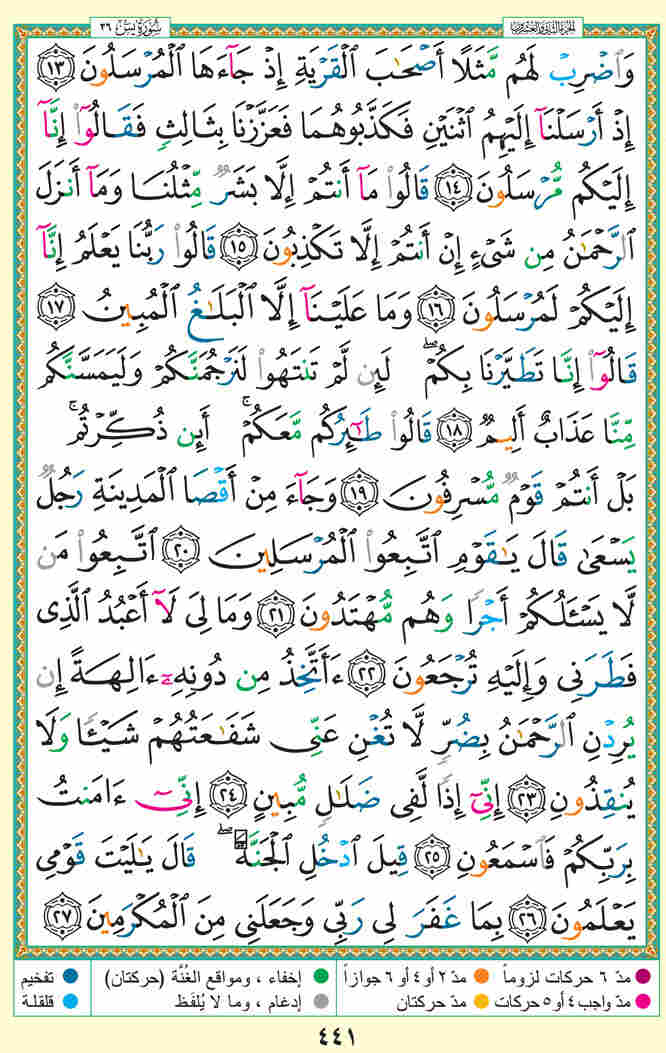 سُورَةُ يسٓ ٣٦
الجزء الثاني والعشرون
وَٱضۡرِبۡ لَهُم مَّثَلًا أَصۡحَٰبَ ٱلۡقَرۡيَةِ إِذۡ جَآءَهَا ٱلۡمُرۡسَلُونَ ١٣
إِذۡ أَرۡسَلۡنَآ إِلَيۡهِمُ ٱثۡنَيۡنِ فَكَذَّبُوهُمَا فَعَزَّزۡنَا بِثَالِثٖ فَقَالُوٓاْ إِنَّآ
إِلَيۡكُم مُّرۡسَلُونَ ١٤ قَالُواْ مَآ أَنتُمۡ إِلَّا بَشَرٞ مِّثۡلُنَا وَمَآ أَنزَلَ
ٱلرَّحۡمَٰنُ مِن شَيۡءٍ إِنۡ أَنتُمۡ إِلَّا تَكۡذِبُونَ ١٥ قَالُواْ رَبُّنَا يَعۡلَمُ إِنَّآ
إِلَيۡكُمۡ لَمُرۡسَلُونَ ١٦ وَمَا عَلَيۡنَآ إِلَّا ٱلۡبَلَٰغُ ٱلۡمُبِينُ ١٧
قَالُوٓاْ إِنَّا تَطَيَّرۡنَا بِكُمۡۖ لَئِن لَّمۡ تَنتَهُواْ لَنَرۡجُمَنَّكُمۡ وَلَيَمَسَّنَّكُم
مِّنَّا عَذَابٌ أَلِيمٞ ١٨ قَالُواْ طَٰٓئِرُكُم مَّعَكُمۡۚ أَئِن ذُكِّرۡتُمۚ
بَلۡ أَنتُمۡ قَوۡمٞ مُّسۡرِفُونَ ١٩ وَجَآءَ مِنۡ أَقۡصَا ٱلۡمَدِينَةِ رَجُلٞ
يَسۡعَىٰ قَالَ يَٰقَوۡمِ ٱتَّبِعُواْ ٱلۡمُرۡسَلِينَ ٢٠ ٱتَّبِعُواْ مَن
لَّا يَسۡـَٔلُكُمۡ أَجۡرٗا وَهُم مُّهۡتَدُونَ ٢١ وَمَا لِيَ لَآ أَعۡبُدُ ٱلَّذِي
فَطَرَنِي وَإِلَيۡهِ تُرۡجَعُونَ ٢٢ ءَأَتَّخِذُ مِن دُونِهِۦٓ ءَالِهَةً إِن
يُرِدۡنِ ٱلرَّحۡمَٰنُ بِضُرّٖ لَّا تُغۡنِ عَنِّي شَفَٰعَتُهُمۡ شَيۡـٔٗا وَلَا
يُنقِذُونِ ٢٣ إِنِّيٓ إِذٗا لَّفِي ضَلَٰلٖ مُّبِينٍ ٢٤ إِنِّيٓ ءَامَنتُ
بِرَبِّكُمۡ فَٱسۡمَعُونِ ٢٥ قِيلَ ٱدۡخُلِ ٱلۡجَنَّةَۖ قَالَ يَٰلَيۡتَ قَوۡمِي
يَعۡلَمُونَ ٢٦ بِمَا غَفَرَ لِي رَبِّي وَجَعَلَنِي مِنَ ٱلۡمُكۡرَمِينَ ٢٧
مدّ ٦ حركات لزوماً مدّ ٢ أو ٤ أو ٦ جوازاً إخفاء ، ومواقع الغُنَّة (حركتان) تفخيم
مدّ واجب ٤ أو ٥ حركات مدّ حركتان إدغام ، وما لا يُلفَظ قلقلة
٤٤١